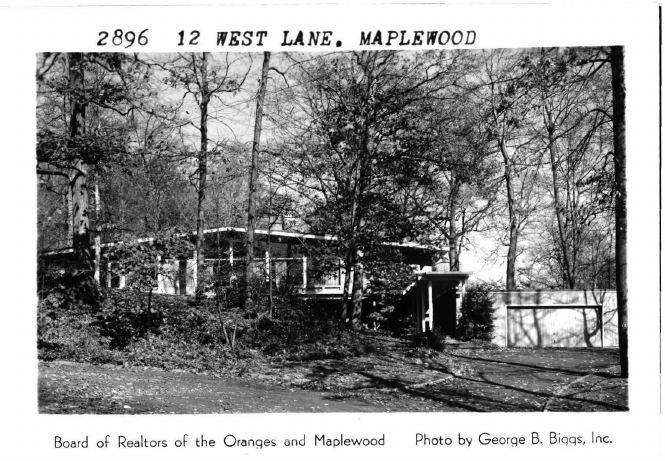 2896 12 WEST LANE. MAPLEWOOD
Board of Realtors of the Oranges and Maplewood Photo by George B. Biggs, Inc.